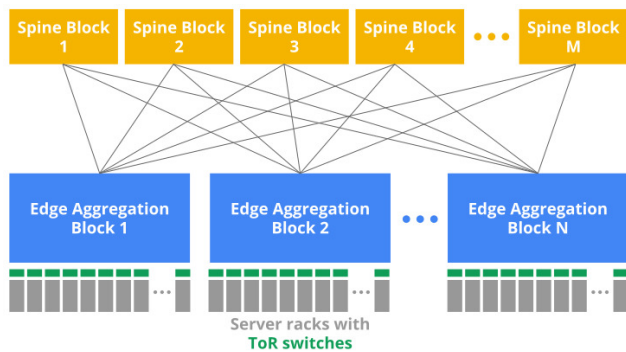 Spine Block
1
Spine Block
2
Spine Block
3
Spine Block
4
Spine Block
M
Edge Aggregation
Block 1
Edge Aggregation
Block 2
Edge Aggregation
Block N
Server racks with
ToR switches